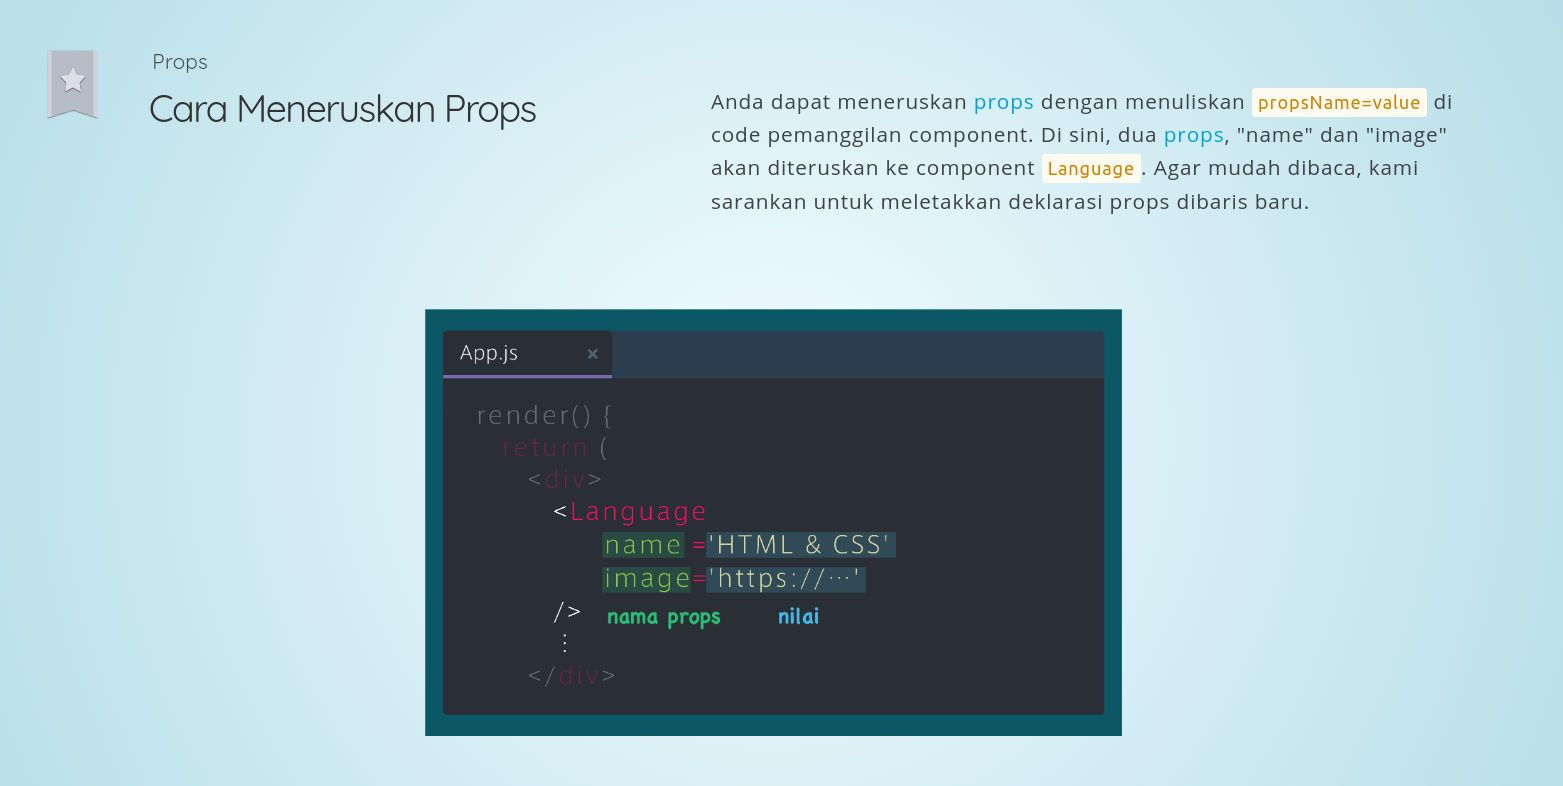 Props
Cara Meneruskan Props
Anda dapat meneruskan props dengan menuliskan propsName=value di
code pemanggilan component. Di sini, dua props, "name" dan "image"
akan diteruskan ke component Language. Agar mudah dibaca, kami
sarankan untuk meletakkan deklarasi props dibaris baru.
App.js ×
render() {
return (
<div>
<Language
name ='HTML & CSS'
image='https://⋯'
/>
nama props nilai
⋮
</div>